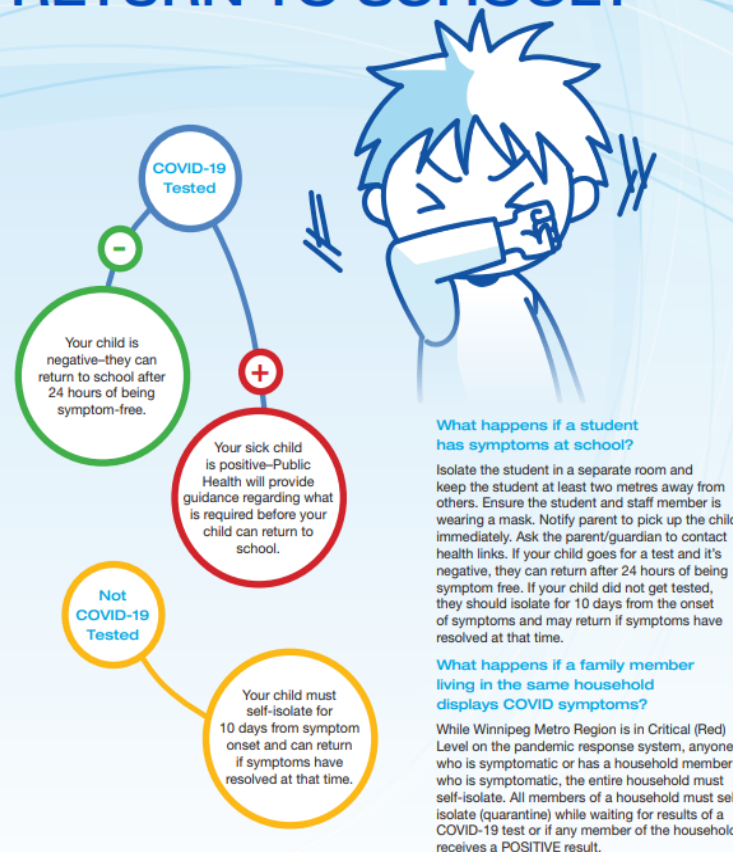 RETURN TO SCHOOL?
COVID-19
Tested
-
Your child is
negative–they can
return to school after
24 hours of being
symptom-free.
+
Your sick child
is positive–Public
Health will provide
guidance regarding what
is required before your
child can return to
school.
Not
COVID-19
Tested
Your child must
self-isolate for
10 days from symptom
onset and can return
if symptoms have
resolved at that time.
What happens if a student
has symptoms at school?
Isolate the student in a separate room and
keep the student at least two metres away from
others. Ensure the student and staff member is
wearing a mask. Notify parent to pick up the child
immediately. Ask the parent/guardian to contact
health links. If your child goes for a test and it's
negative, they can return after 24 hours of being
symptom free. If your child did not get tested,
they should isolate for 10 days from the onset
of symptoms and may return if symptoms have
resolved at that time.
What happens if a family member
living in the same household
displays COVID symptoms?
While Winnipeg Metro Region is in Critical (Red)
Level on the pandemic response system, anyone
who is symptomatic or has a household member
who is symptomatic, the entire household must
self-isolate. All members of a household must self
isolate (quarantine) while waiting for results of a
COVID-19 test or if any member of the household
receives a POSITIVE result.